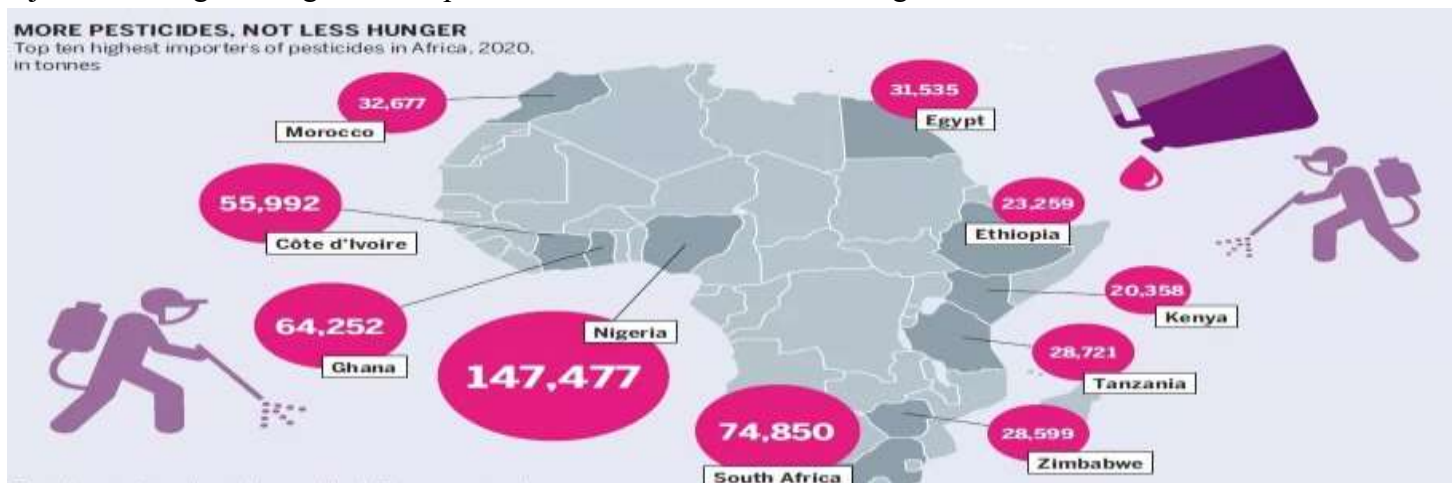 MORE PESTICIDES, NOT LESS HUNGER
Top ten highest importers of pesticides in Africa, 2020,
in tonnes
32,677
Morocco
31,535
Egypt
55,992
Côte d'Ivoire
23,259
Ethiopia
64,252
Ghana
20,358
Kenya
Nigeria
147,477
28,721
Tanzania
74,850
South Africa
28,599
Zimbabwe